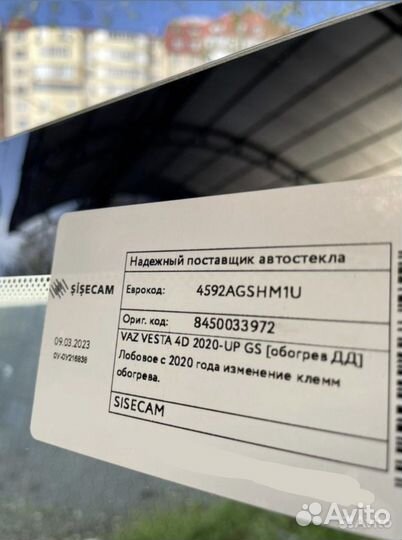 Надежный поставщик автостекла
ŞİŞECAM
Еврокод: 4592AGSHM1U
Ориг. код: 8450033972
09.03.2023
VAZ VESTA 4D 2020-UP GS [обогрев ДД]
Лобовое с 2020 года изменение клемм
обогрева.
SISECAM
Avito